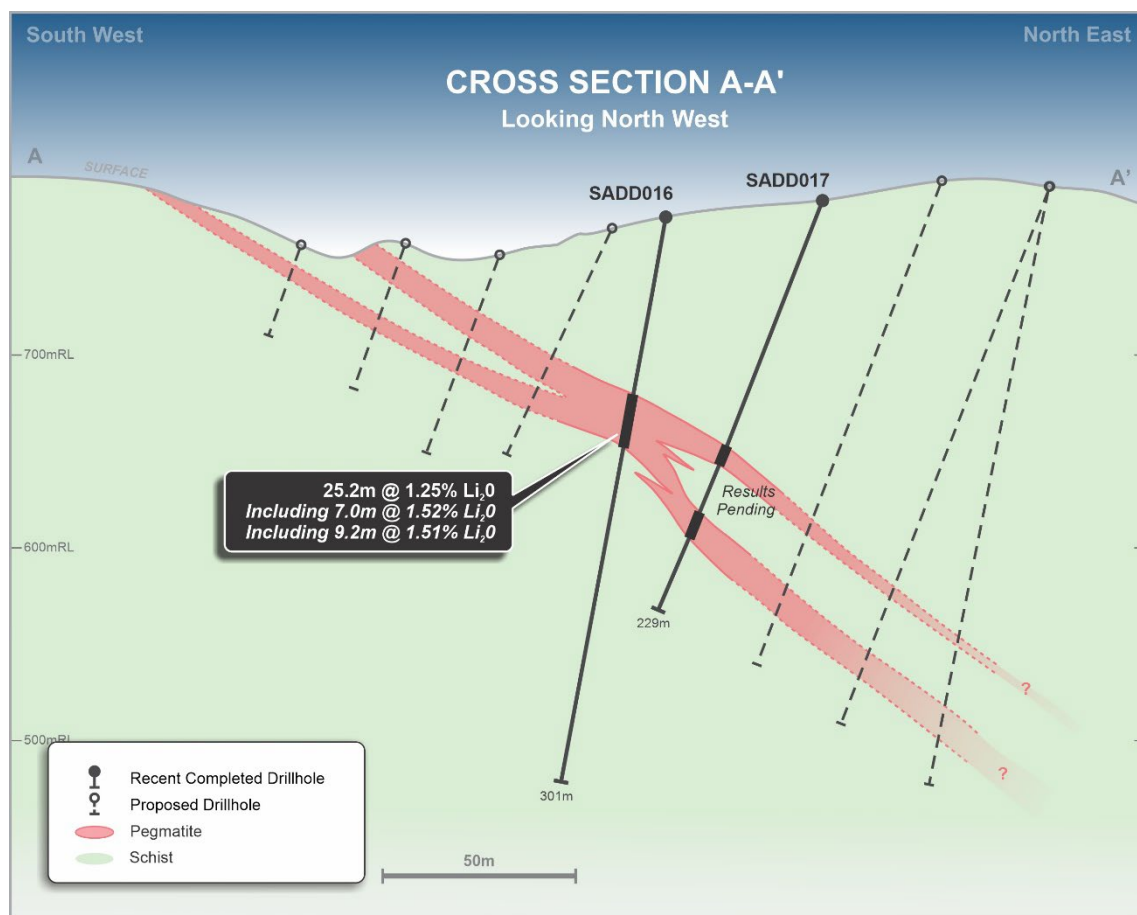 South West
North East
CROSS SECTION A-A'
Looking North West
A
SURFACE
SADD016
SADD017
A'
700mRL
25.2m @ 1.25% Li₂0
Including 7.0m @ 1.52% Li₂0
Including 9.2m @ 1.51% Li₂0
Results
Pending
600mRL
229m
?
?
500mRL
301m
Recent Completed Drillhole
Proposed Drillhole
Pegmatite
Schist
50m